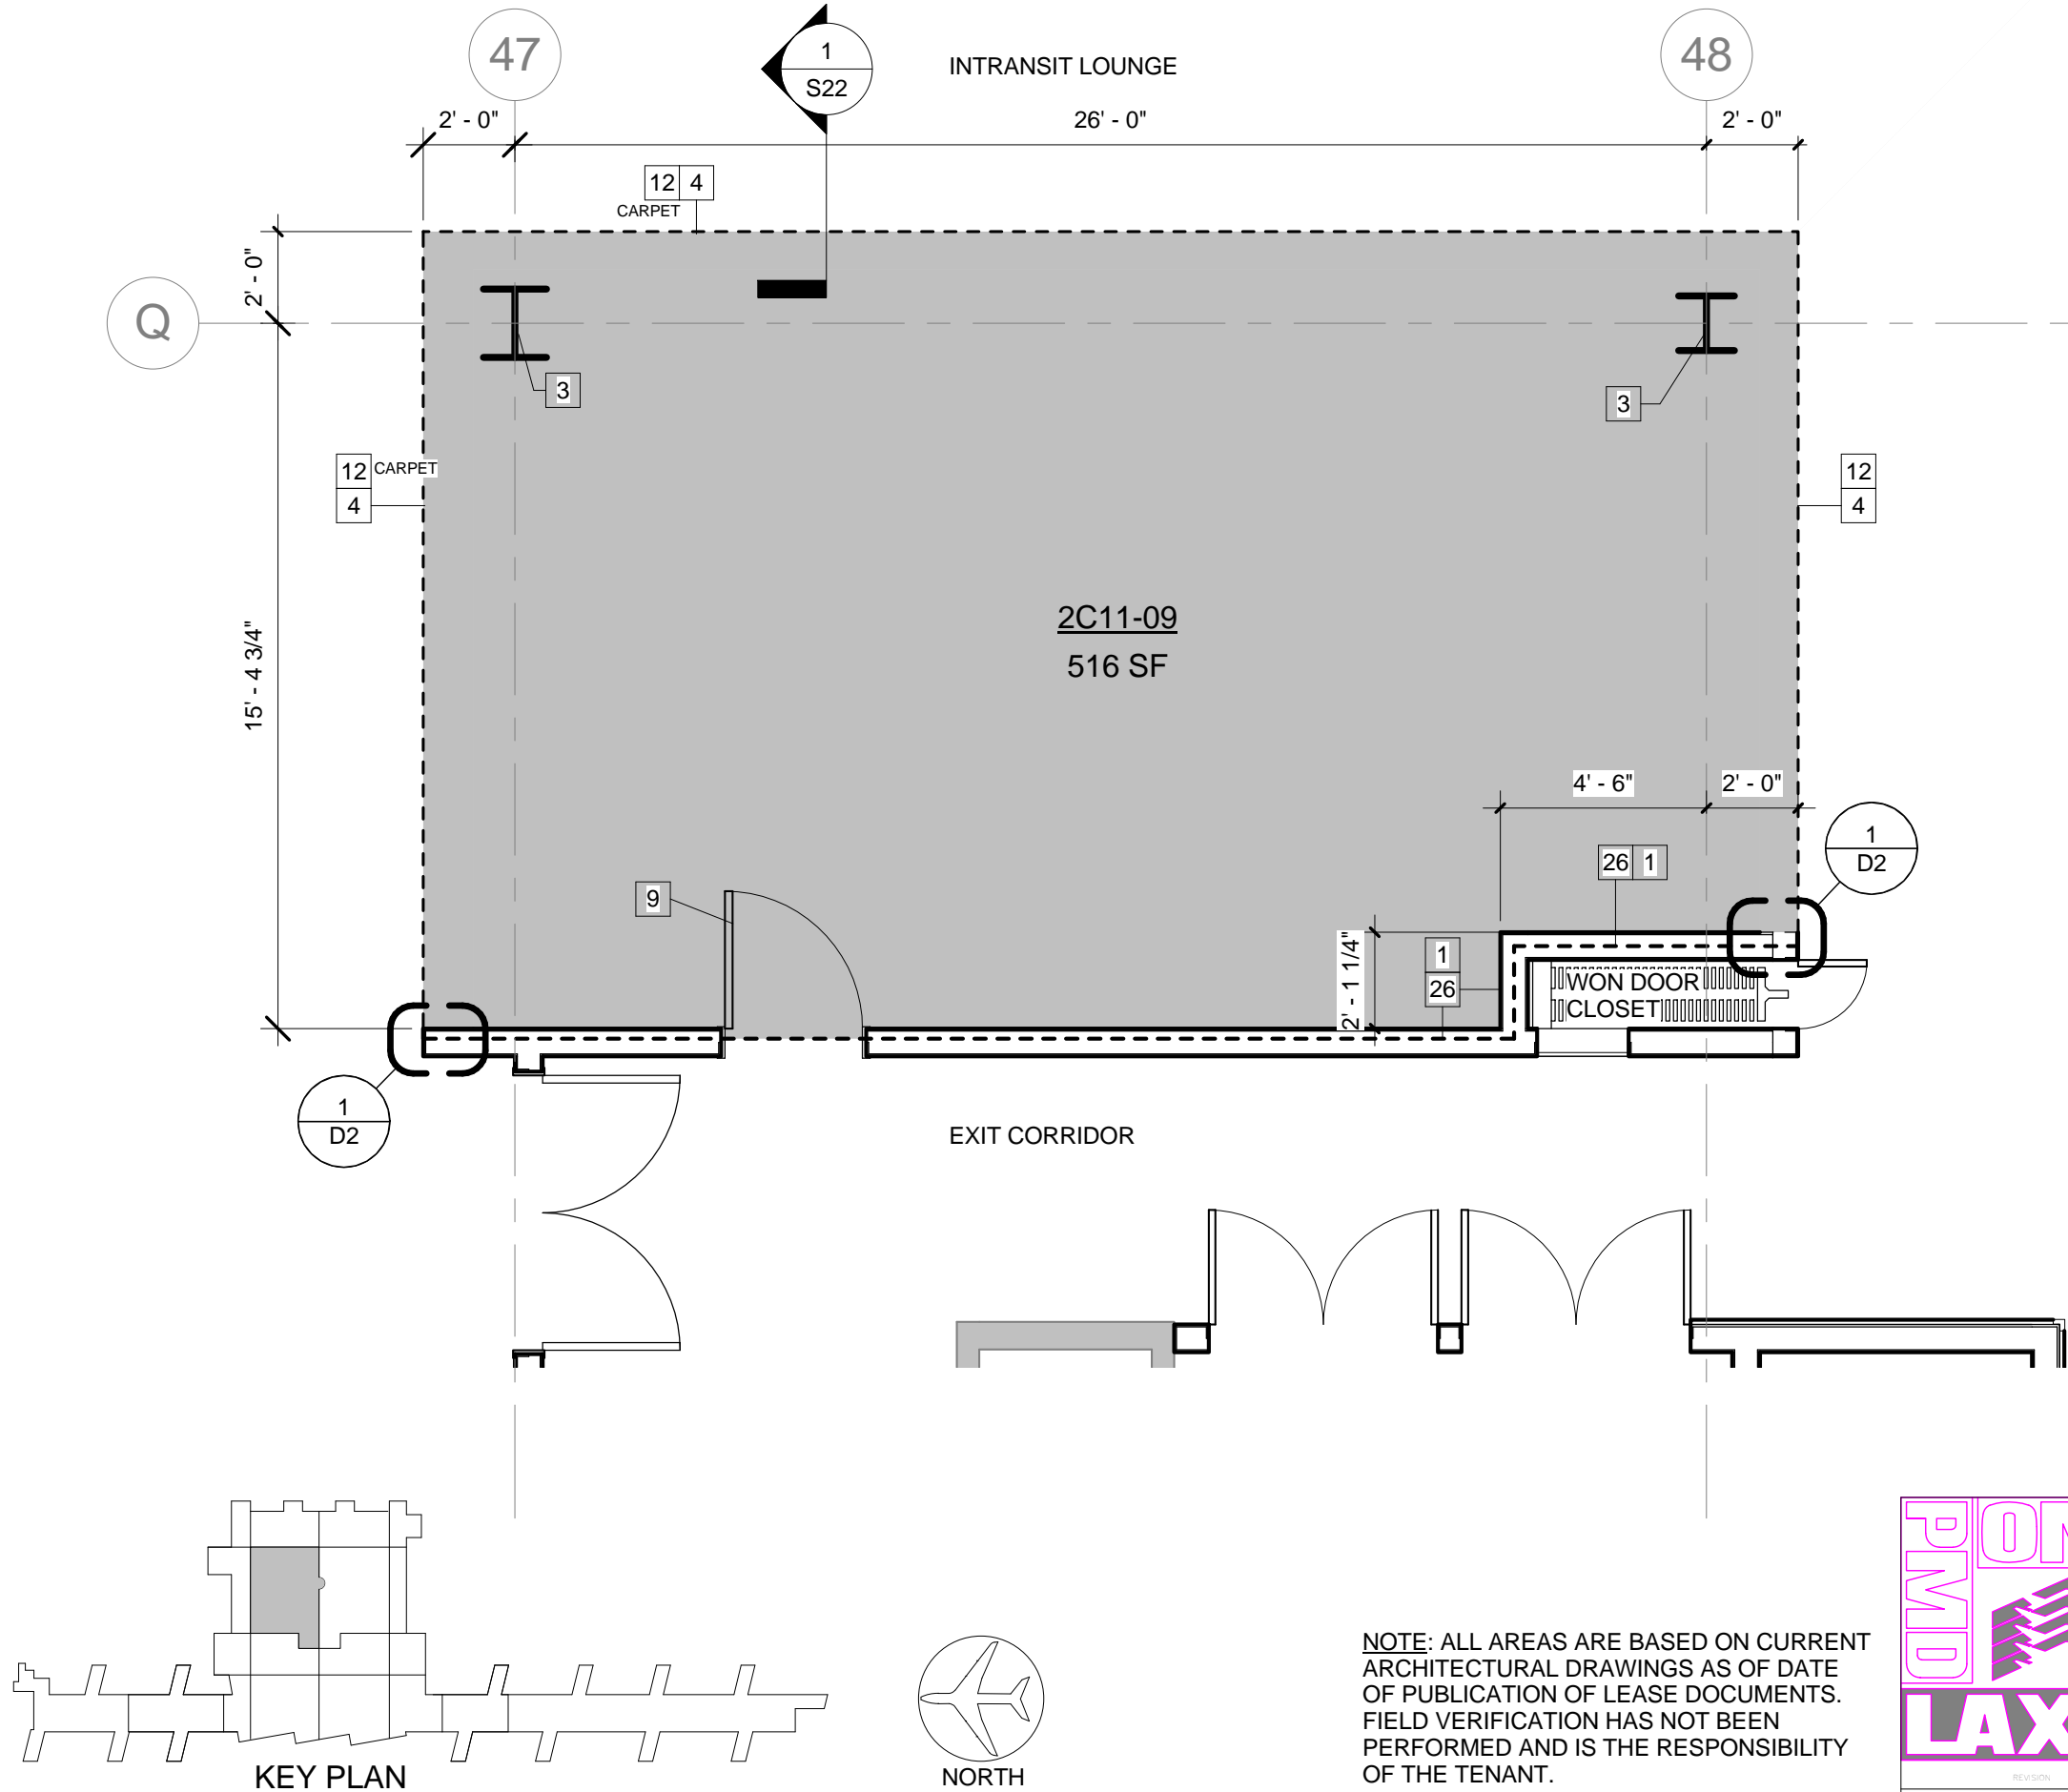 47
1
S22
INTRANSIT LOUNGE
48
2' - 0"
26' - 0"
2' - 0"
12 4
CARPET
2' - 0"
Q
3
3
12 CARPET
4
12
4
2C11-09
516 SF
15' - 4 3/4"
4' - 6"
2' - 0"
1
D2
26 1
9
2' - 1 1/4"
1
26
WON DOOR
CLOSET
1
D2
EXIT CORRIDOR
KEY PLAN
NORTH
NOTE: ALL AREAS ARE BASED ON CURRENT
ARCHITECTURAL DRAWINGS AS OF DATE
OF PUBLICATION OF LEASE DOCUMENTS.
FIELD VERIFICATION HAS NOT BEEN
PERFORMED AND IS THE RESPONSIBILITY
OF THE TENANT.
PMD
LAX
REVISION